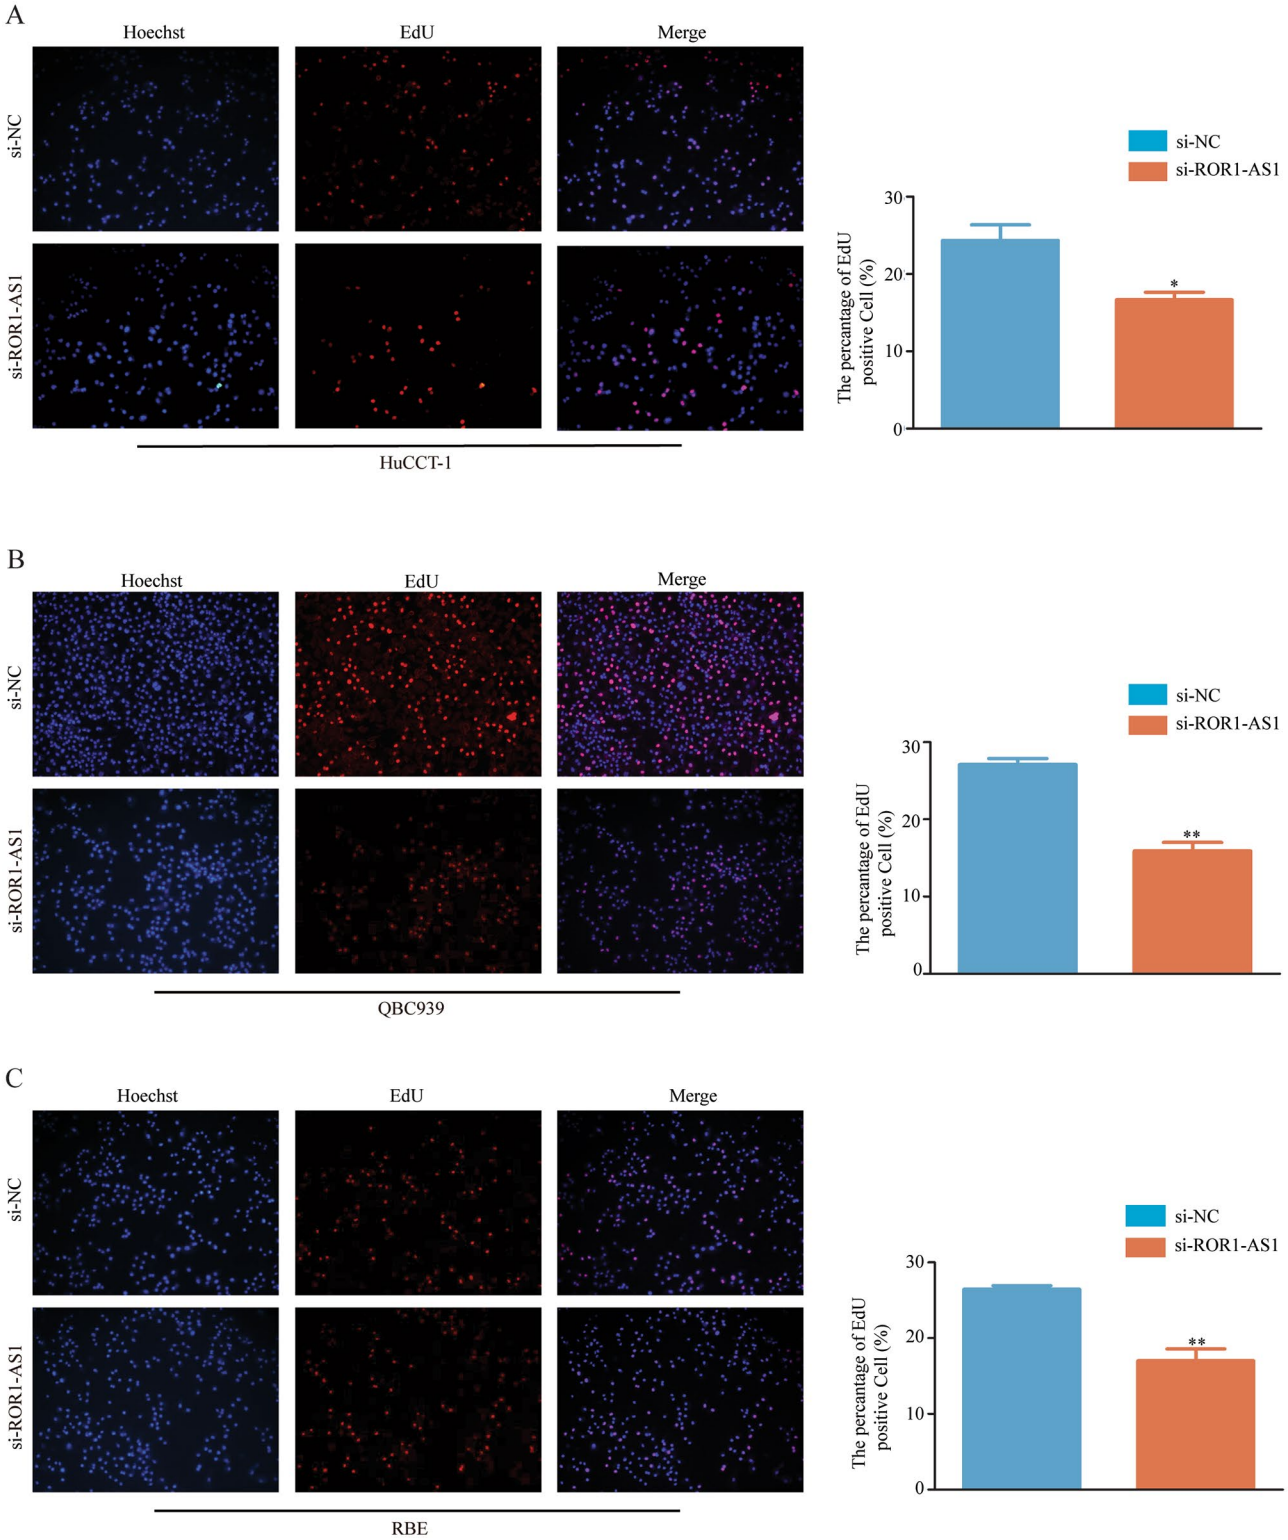 A
Hoechst
EdU
Merge
si-NC
si-ROR1-AS1
HuCCT-1
si-NC
si-ROR1-AS1
The percentage of EdU
positive Cell (%)
30
20
10
0
*
B
Hoechst
EdU
Merge
si-NC
si-ROR1-AS1
QBC939
si-NC
si-ROR1-AS1
The percentage of EdU
positive Cell (%)
30
20
10
0
**
C
Hoechst
EdU
Merge
si-NC
si-ROR1-AS1
RBE
si-NC
si-ROR1-AS1
The percentage of EdU
positive Cell (%)
30
20
10
0
**